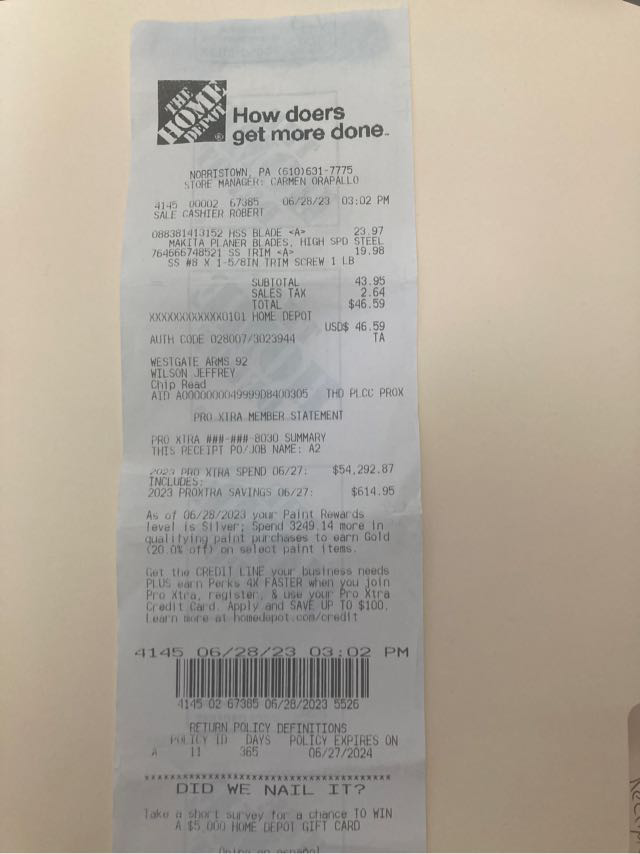 THE
HOME
DEPOT
How doers
get more done.
NORRISTOWN, PA (610)631-7775
STORE MANAGER: CARMEN ORAPALLO
4145 00002 67385 06/28/23 03:02 PM
SALE CASHIER ROBERT
088381413152 HSS BLADE <A> 23.97
MAKITA PLANER BLADES, HIGH SPD STEEL
764666748521 SS TRIM <A> 19.98
SS #8 X 1-5/8IN TRIM SCREW 1 LB
SUBTOTAL 43.95
SALES TAX 2.64
TOTAL $46.59
XXXXXXXXXXXX0101 HOME DEPOT
USD$ 46.59
AUTH CODE 028007/3023944 TA
WESTGATE ARMS 92
WILSON JEFFREY
Chip Read
AID A0000000049999D8400305 THD PLCC PROX
PRO XTRA MEMBER STATEMENT
PRO XTRA ###-###-8030 SUMMARY
THIS RECEIPT PO/JOB NAME: A2
2023 PRO XTRA SPEND 06/27: $54,292.87
INCLUDES:
2023 PROXTRA SAVINGS 06/27: $614.95
As of 06/28/2023 your Paint Rewards
level is Silver; Spend 3249.14 more in
qualifying paint purchases to earn Gold
(20.0% off) on select paint items.
Get the CREDIT LINE your business needs
PLUS earn Perks 4X FASTER when you join
Pro Xtra, register, & use your Pro Xtra
Credit Card. Apply and SAVE UP TO $100.
Learn more at homedepot.com/credit
4145 06/28/23 03:02 PM
4145 02 67385 06/28/2023 5526
RETURN POLICY DEFINITIONS
POLICY ID DAYS POLICY EXPIRES ON
A 11 365 06/27/2024
DID WE NAIL IT?
Take a short survey for a chance TO WIN
A $5,000 HOME DEPOT GIFT CARD
Opine en español